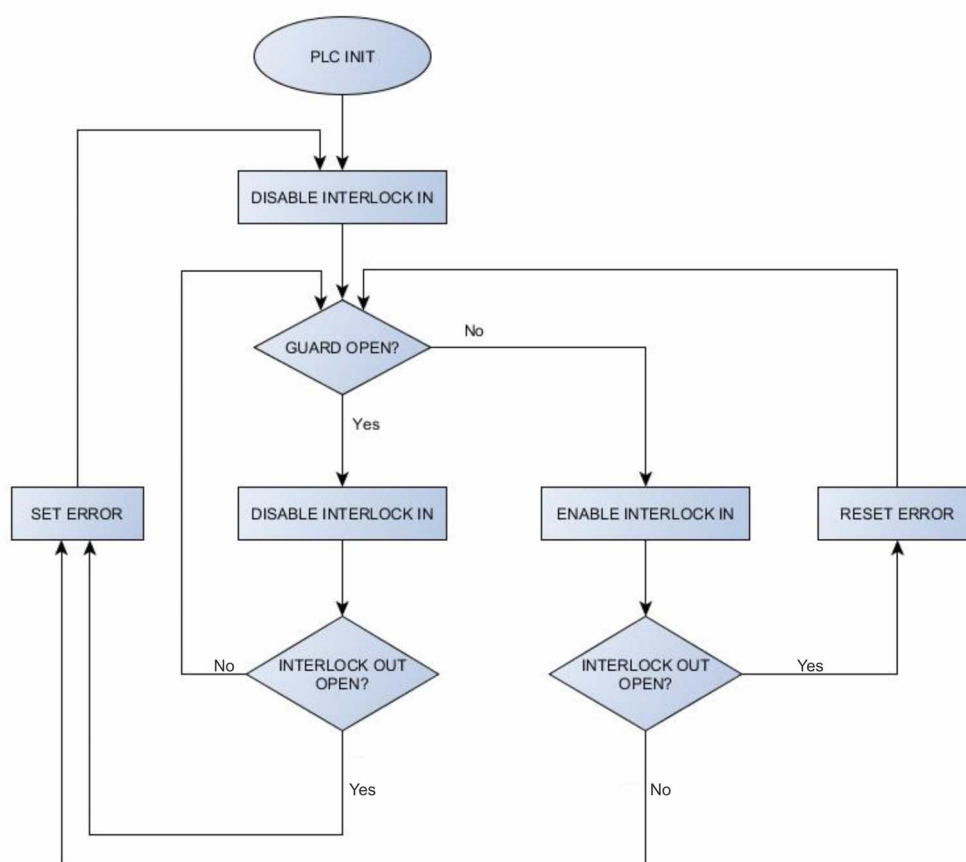 PLC INIT
DISABLE INTERLOCK IN
GUARD OPEN?
No
Yes
SET ERROR
DISABLE INTERLOCK IN
ENABLE INTERLOCK IN
RESET ERROR
No
INTERLOCK OUT
OPEN?
INTERLOCK OUT
OPEN?
Yes
Yes
No